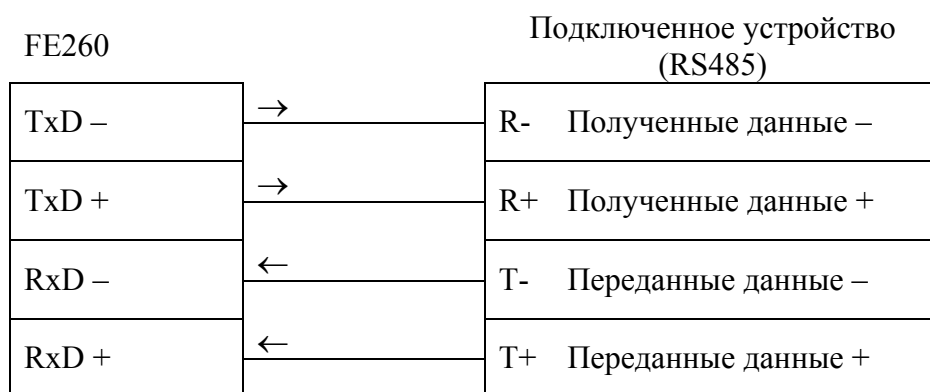 FE260
Подключенное устройство
(RS485)
TxD – → R- Полученные данные –
TxD + → R+ Полученные данные +
RxD – ← T- Переданные данные –
RxD + ← T+ Переданные данные +